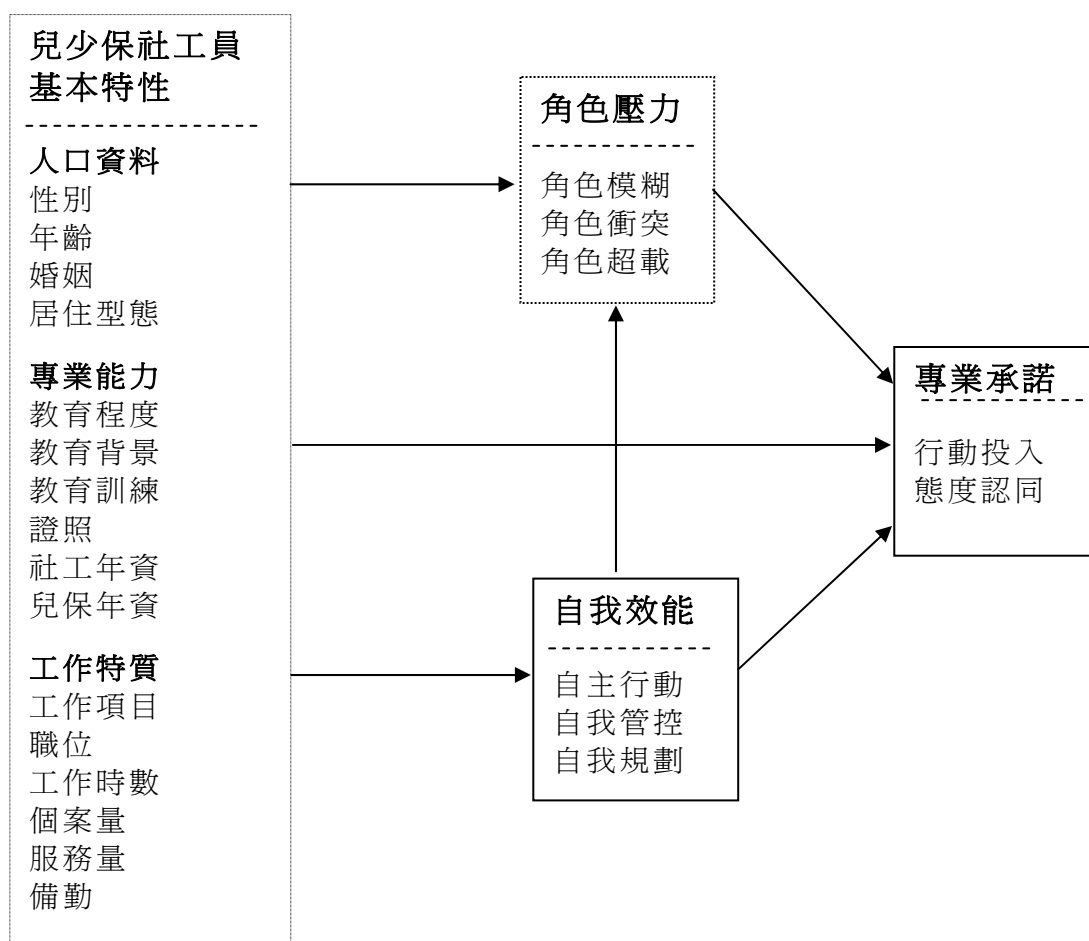 兒少保社工員
基本特性
人口資料
性別
年齡
婚姻
居住型態
專業能力
教育程度
教育背景
教育訓練
證照
社工年資
兒保年資
工作特質
工作項目
職位
工作時數
個案量
服務量
備勤
角色壓力
角色模糊
角色衝突
角色超載
自我效能
自主行動
自我管控
自我規劃
專業承諾
行動投入
態度認同